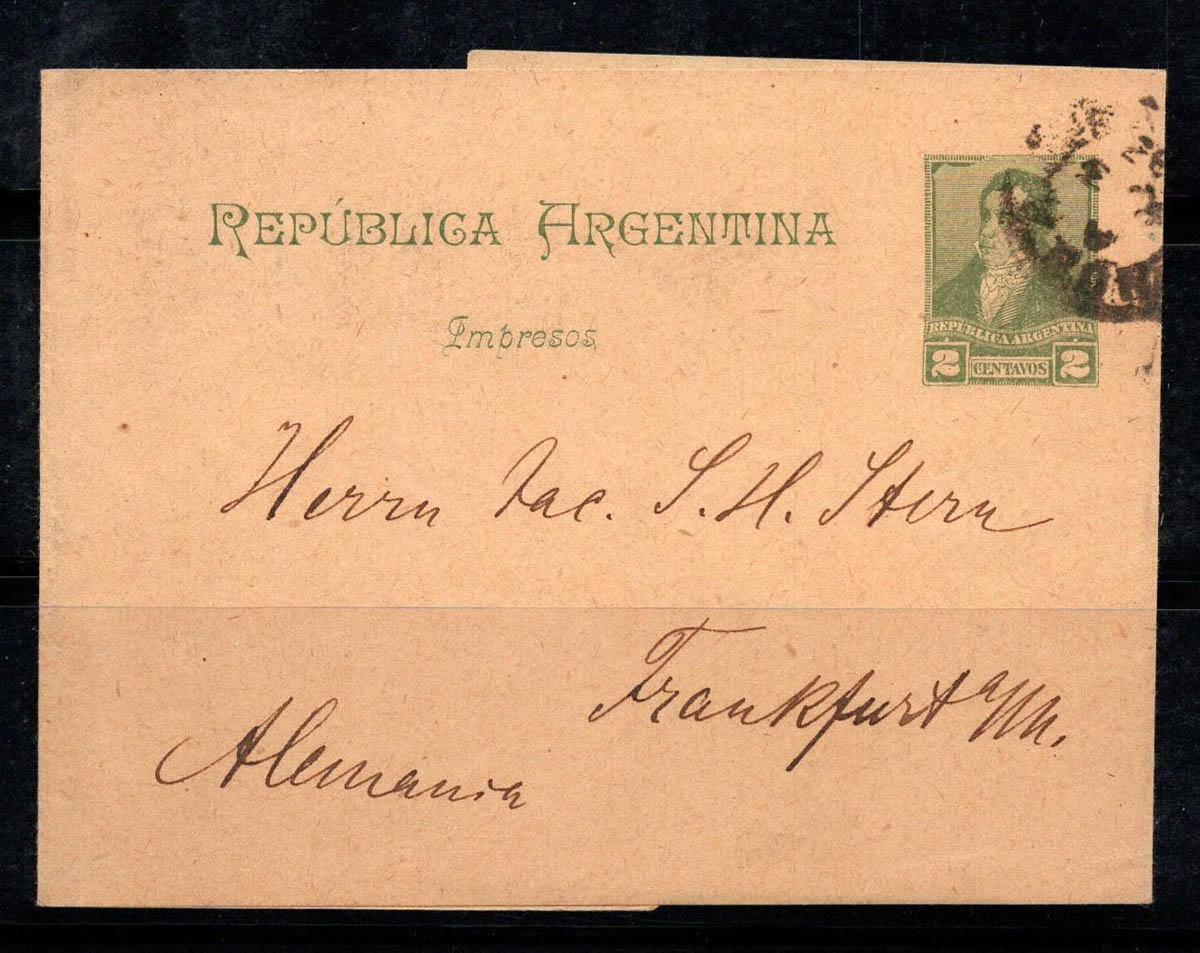 REPÚBLICA ARGENTINA
Impresos
REPUBLICA ARGENTINA
2 CENTAVOS 2
Herrn Jac. S. H. Stern
Frankfurt a/M.
Alemania